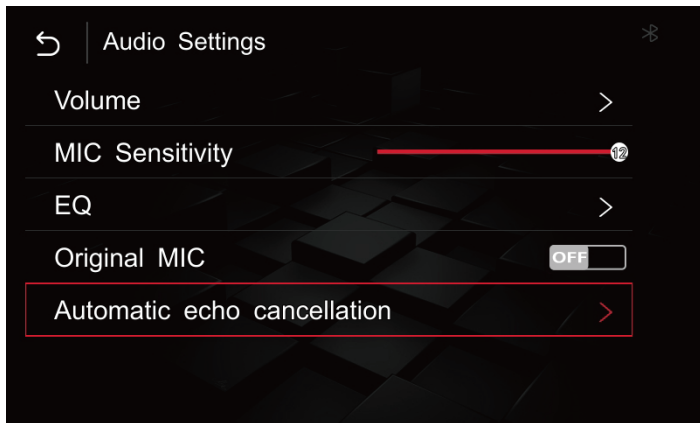 Audio Settings
Volume
MIC Sensitivity
12
EQ
Original MIC
OFF
Automatic echo cancellation